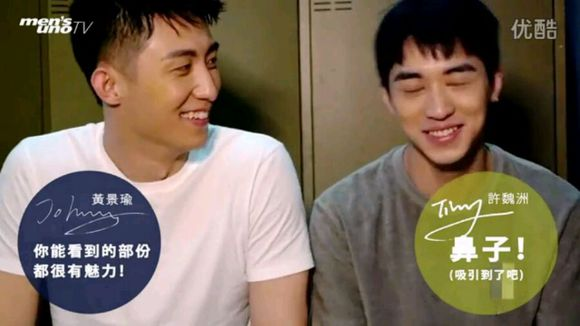 men's
uno TV
优酷
黃景瑜
Johnny
你能看到的部份
都很有魅力!
許魏洲
Timmy
鼻子!
(吸引到了吧)